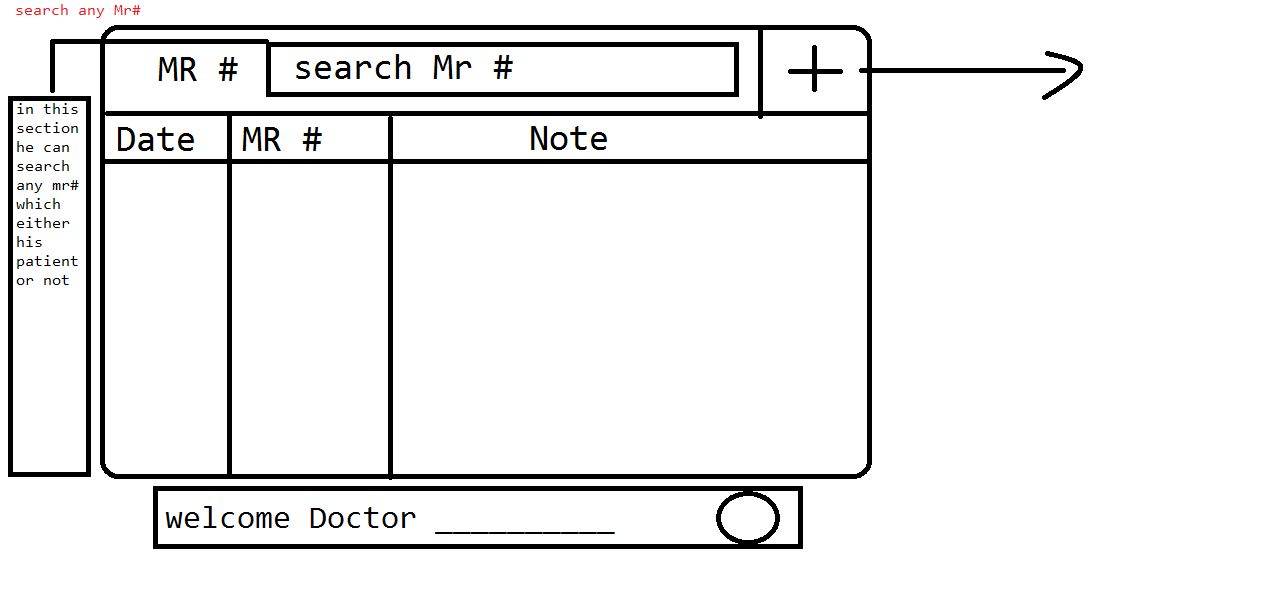 search any Mr#
MR # search Mr #
in this
section
he can
search
any mr#
which
either
his
patient
or not
Date MR # Note
welcome Doctor __________